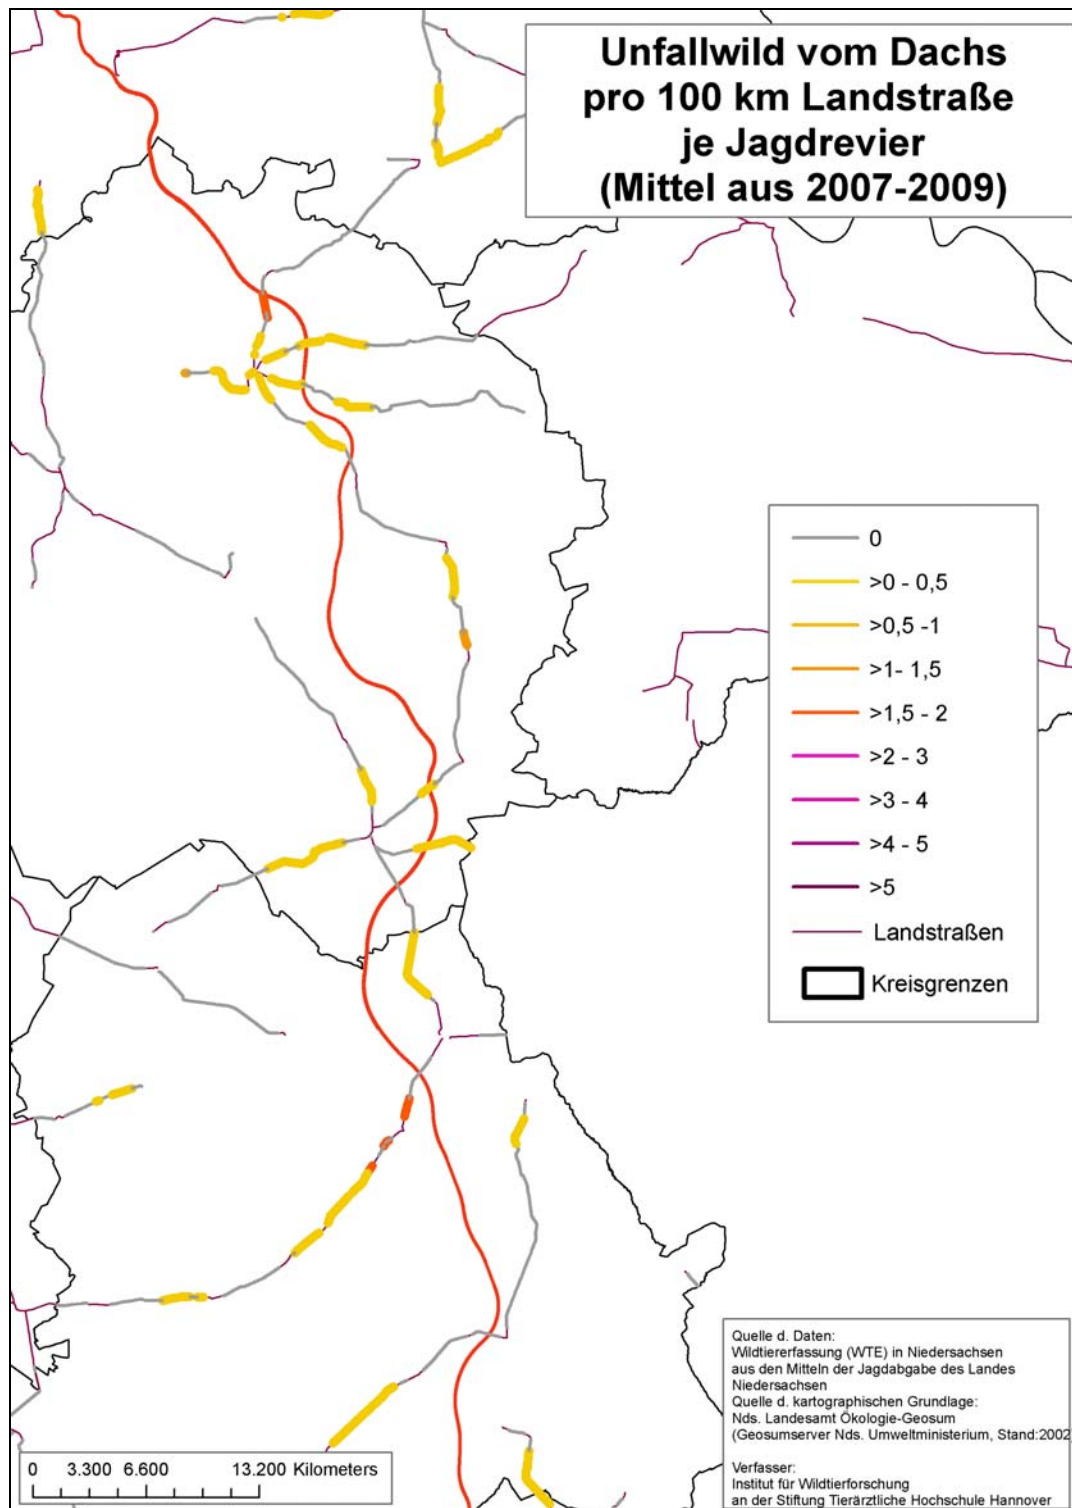 Unfallwild vom Dachs
pro 100 km Landstraße
je Jagdrevier
(Mittel aus 2007-2009)
0
>0 - 0,5
>0,5 -1
>1- 1,5
>1,5 - 2
>2 - 3
>3 - 4
>4 - 5
>5
Landstraßen
Kreisgrenzen
Quelle d. Daten:
Wildtiererfassung (WTE) in Niedersachsen
aus den Mitteln der Jagdabgabe des Landes
Niedersachsen
Quelle d. kartographischen Grundlage:
Nds. Landesamt Ökologie-Geosum
(Geosumserver Nds. Umweltministerium, Stand:2002
Verfasser:
Institut für Wildtierforschung
an der Stiftung Tierärztliche Hochschule Hannover
0 3.300 6.600 13.200 Kilometers